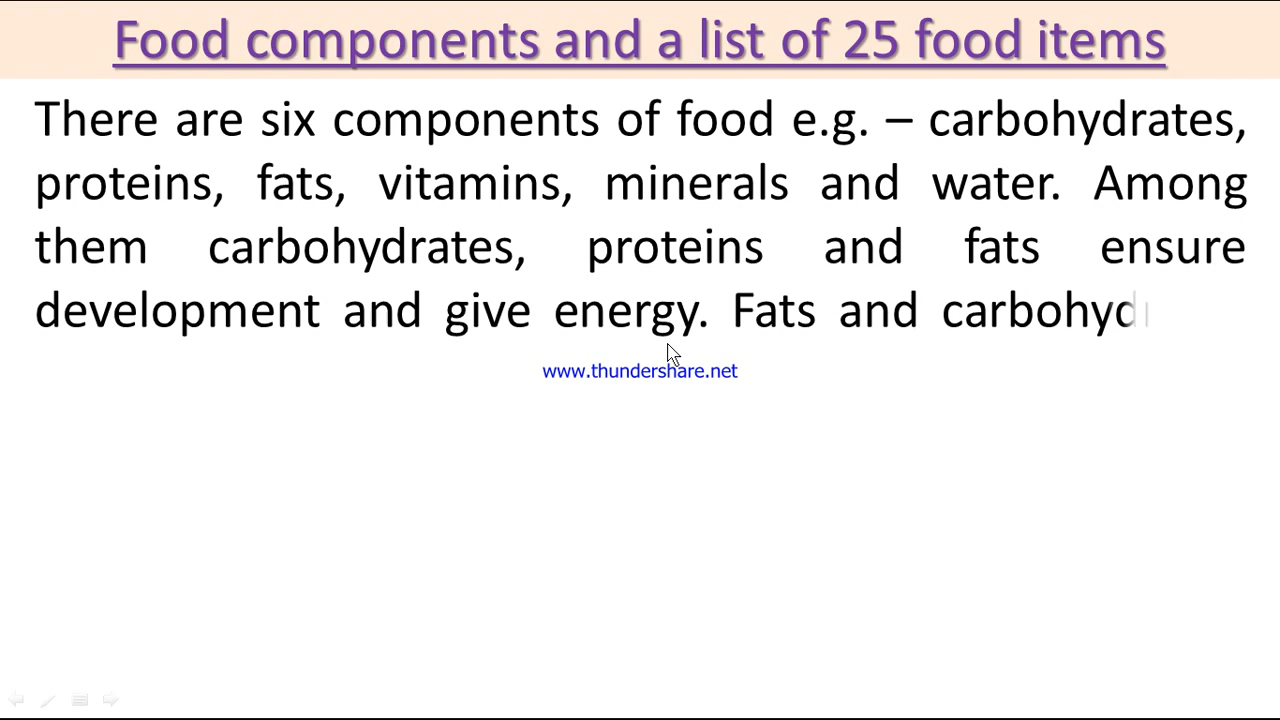 Food components and a list of 25 food items
There are six components of food e.g. – carbohydrates,
proteins, fats, vitamins, minerals and water. Among
them carbohydrates, proteins and fats ensure
development and give energy. Fats and
www.thundershare.net